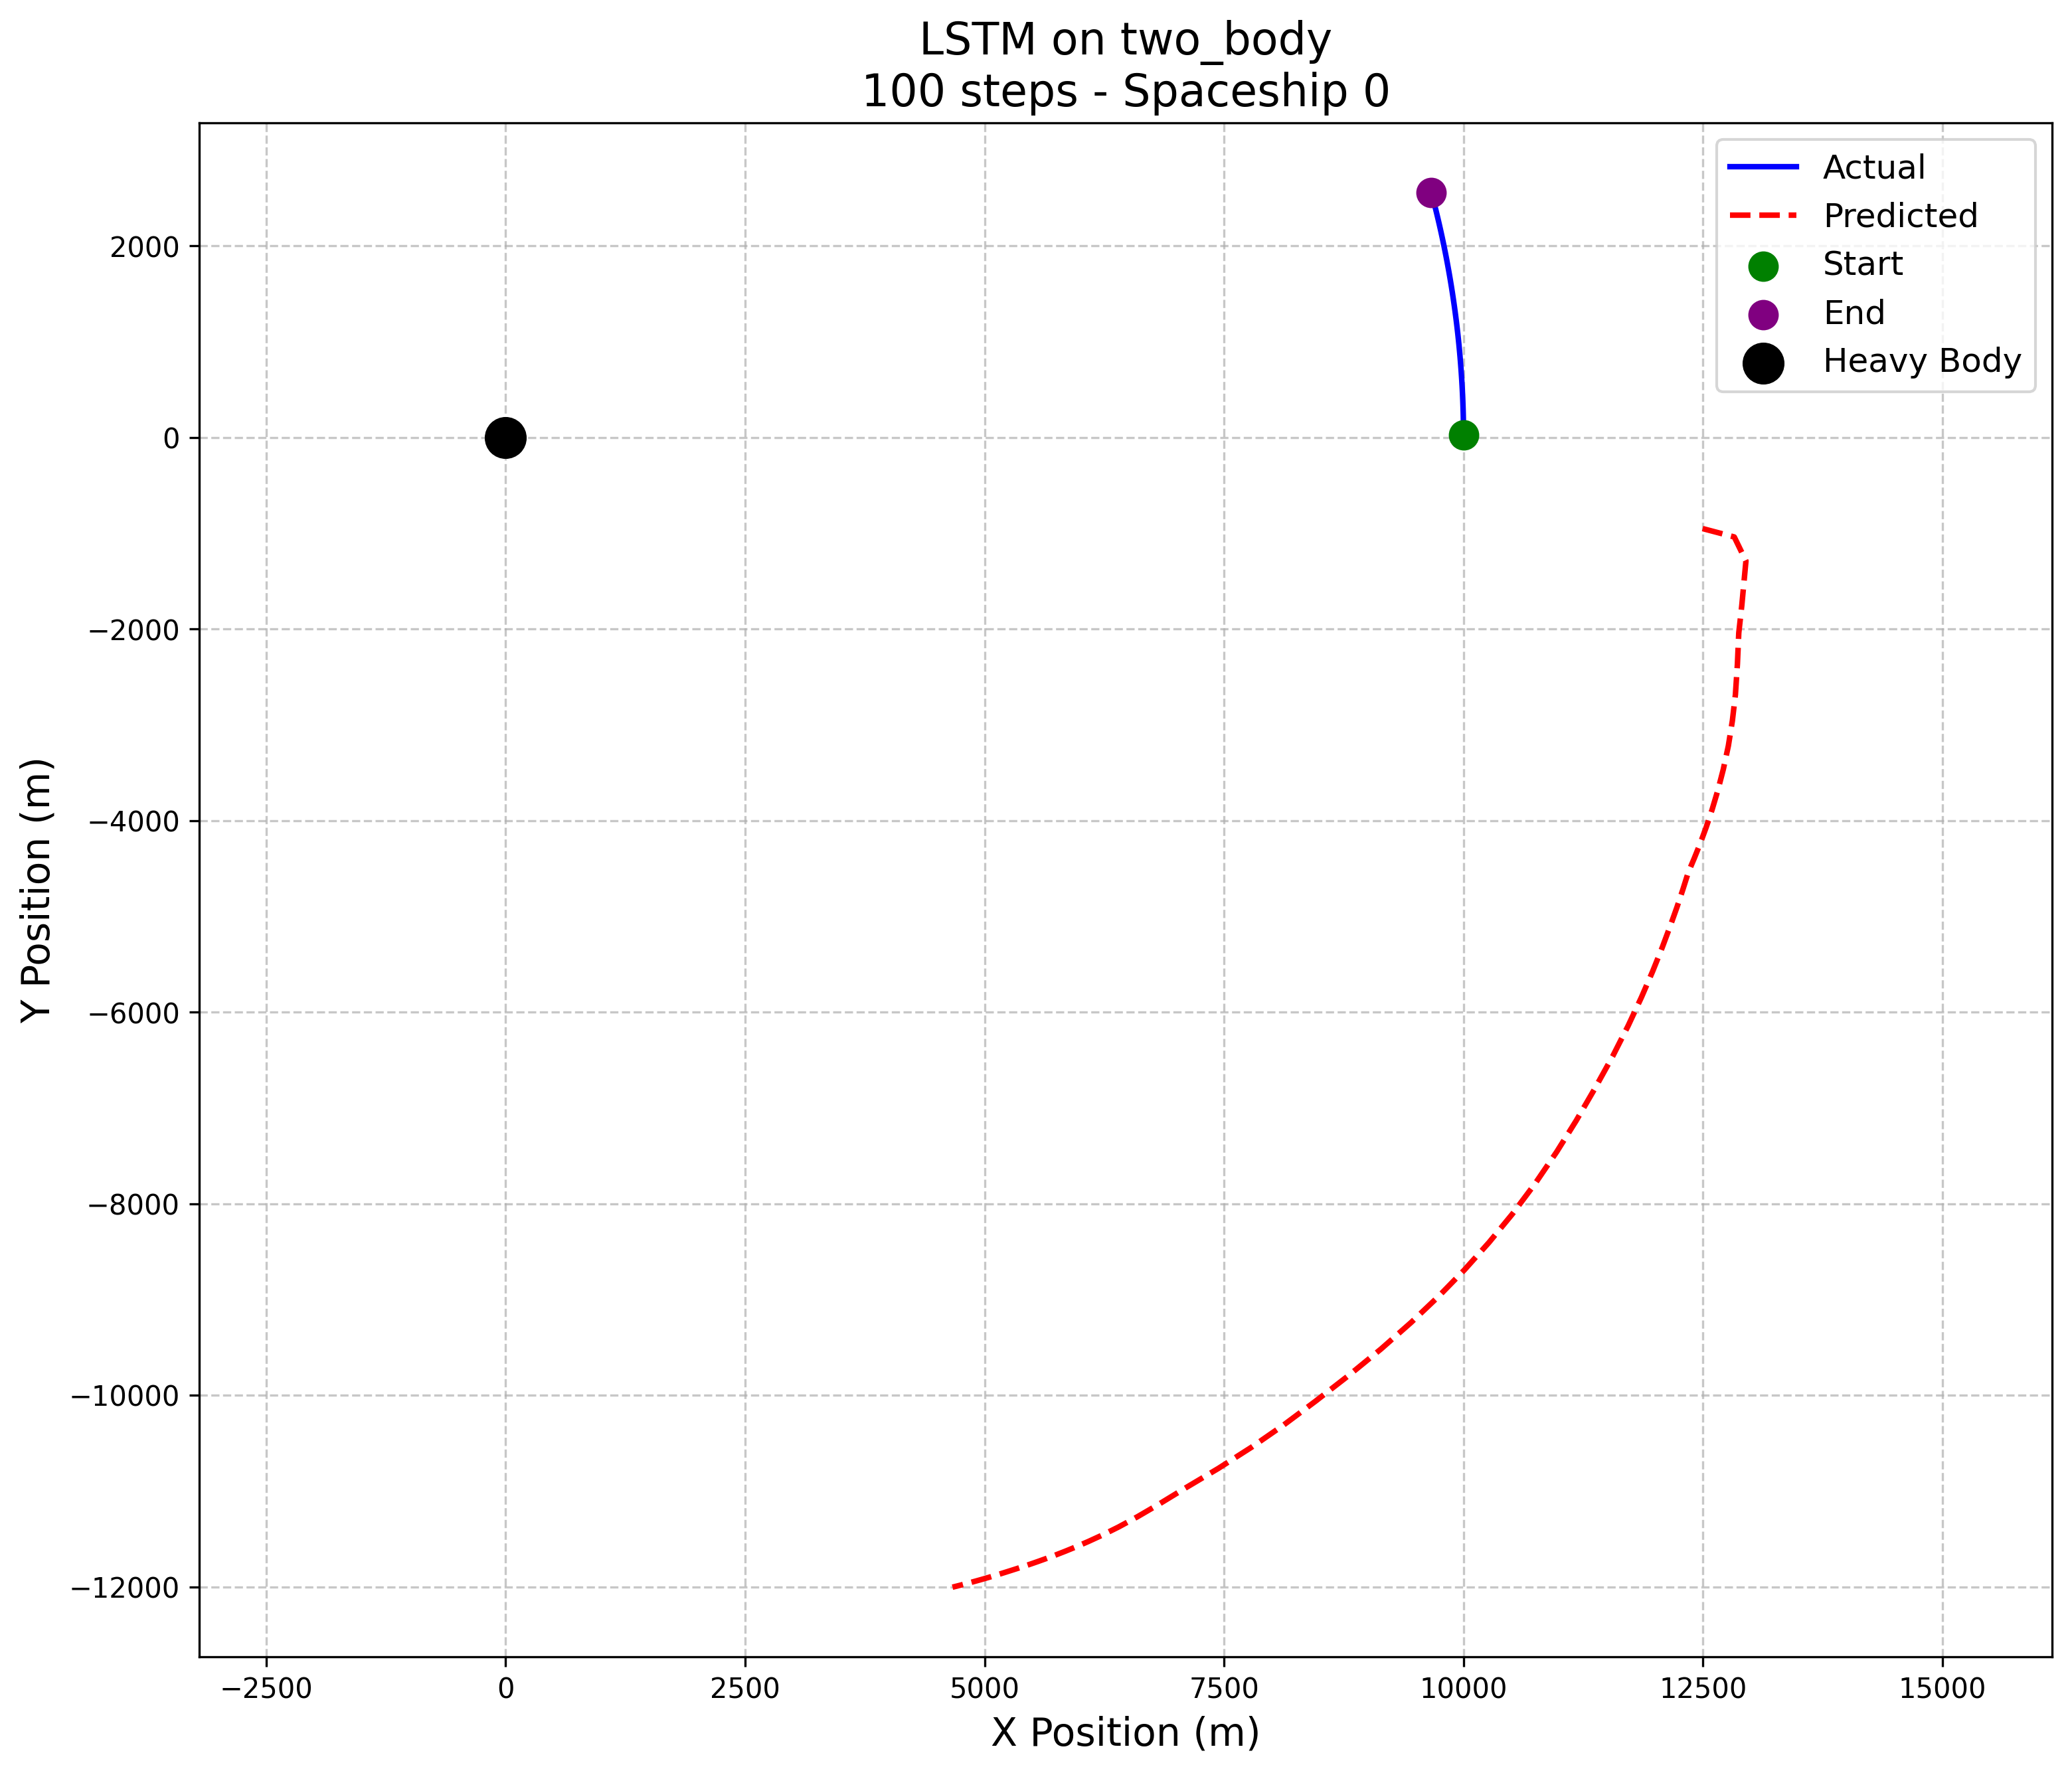 LSTM on two_body
100 steps - Spaceship 0
Actual
Predicted
Start
End
Heavy Body
2000
0
−2000
−4000
−6000
−8000
−10000
−12000
Y Position (m)
−2500
0
2500
5000
7500
10000
12500
15000
X Position (m)